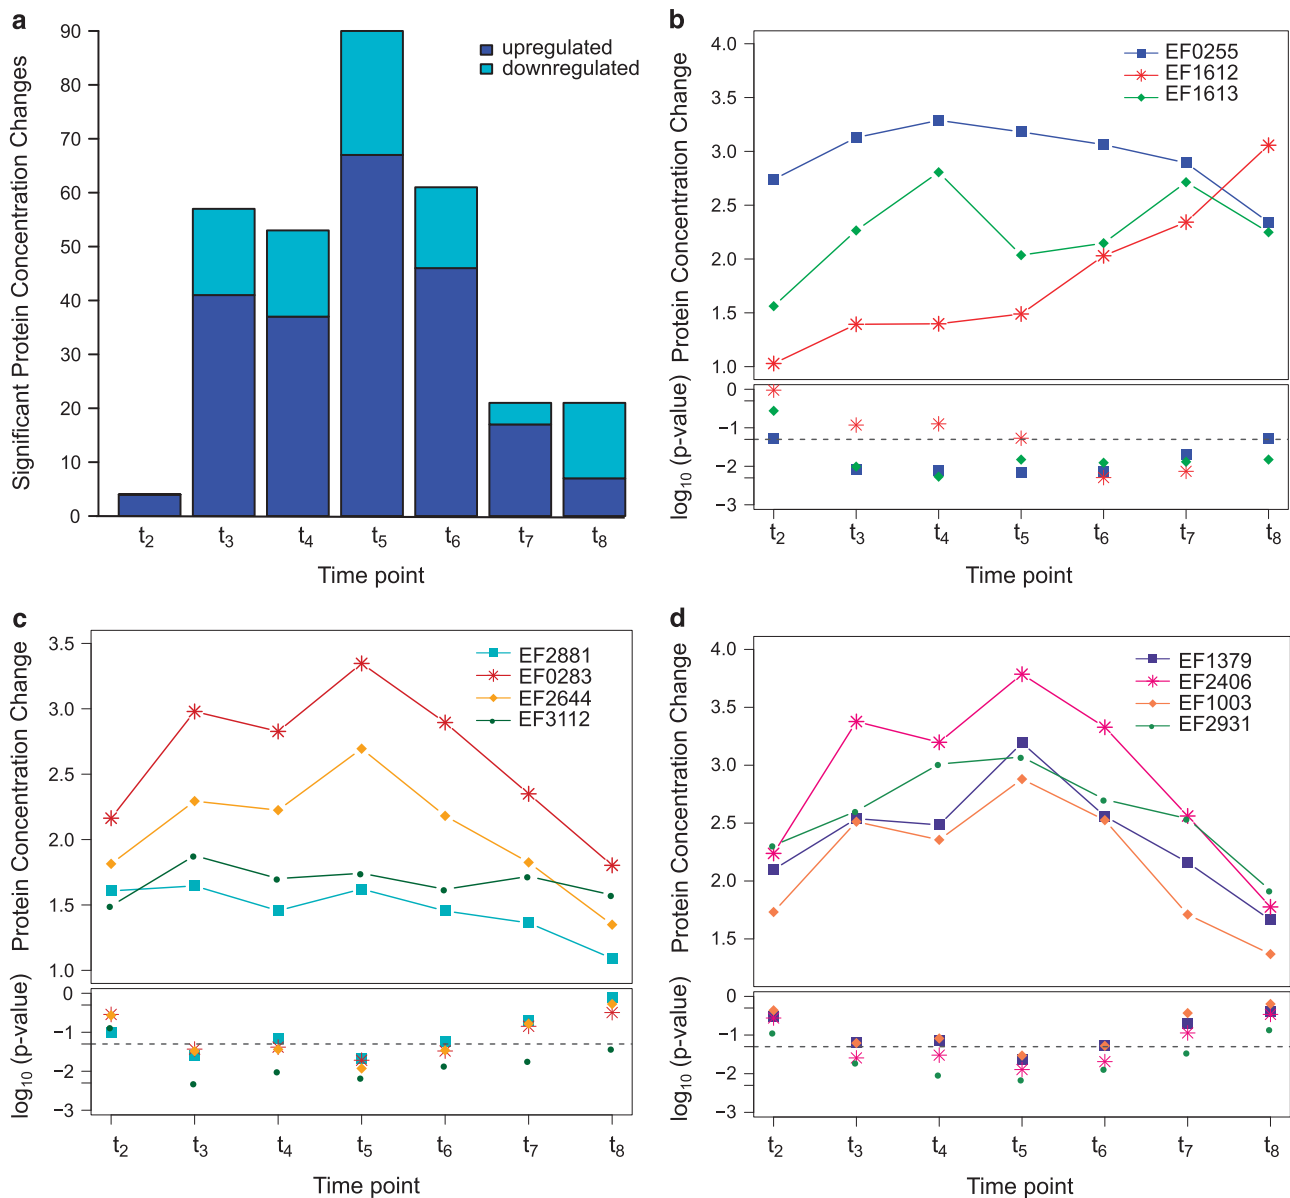 a
Significant Protein Concentration Changes
90
80
70
60
50
40
30
20
10
0
upregulated
downregulated
t2 t3 t4 t5 t6 t7 t8
Time point
b
Protein Concentration Change
4.0
3.5
3.0
2.5
2.0
1.5
1.0
EF0255
EF1612
EF1613
log10 (p-value)
0
−1
−2
−3
t2 t3 t4 t5 t6 t7 t8
Time point
c
Protein Concentration Change
3.5
3.0
2.5
2.0
1.5
1.0
EF2881
EF0283
EF2644
EF3112
log10 (p-value)
0
−1
−2
−3
t2 t3 t4 t5 t6 t7 t8
Time point
d
Protein Concentration Change
4.0
3.5
3.0
2.5
2.0
1.5
EF1379
EF2406
EF1003
EF2931
log10 (p-value)
0
−1
−2
−3
t2 t3 t4 t5 t6 t7 t8
Time point